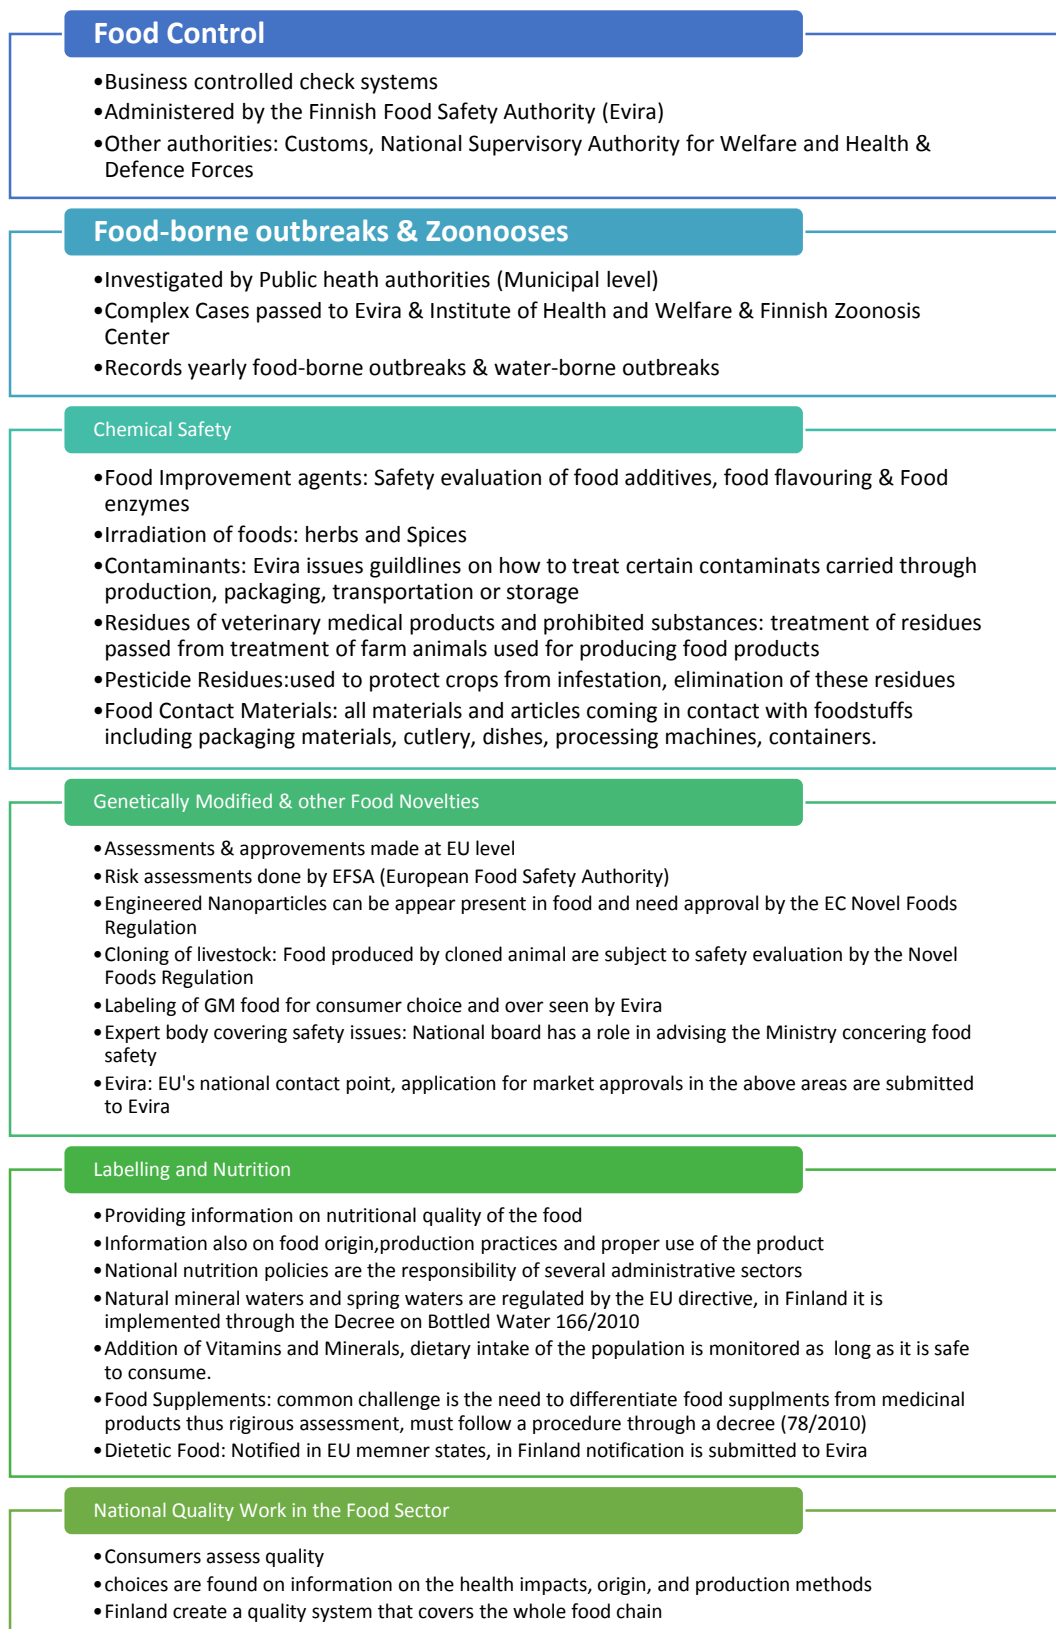 Food Control
•Business controlled check systems
•Administered by the Finnish Food Safety Authority (Evira)
•Other authorities: Customs, National Supervisory Authority for Welfare and Health &
Defence Forces
Food-borne outbreaks & Zoonooses
•Investigated by Public heath authorities (Municipal level)
•Complex Cases passed to Evira & Institute of Health and Welfare & Finnish Zoonosis
Center
•Records yearly food-borne outbreaks & water-borne outbreaks
Chemical Safety
•Food Improvement agents: Safety evaluation of food additives, food flavouring & Food
enzymes
•Irradiation of foods: herbs and Spices
•Contaminants: Evira issues guildlines on how to treat certain contaminats carried through
production, packaging, transportation or storage
•Residues of veterinary medical products and prohibited substances: treatment of residues
passed from treatment of farm animals used for producing food products
•Pesticide Residues:used to protect crops from infestation, elimination of these residues
•Food Contact Materials: all materials and articles coming in contact with foodstuffs
including packaging materials, cutlery, dishes, processing machines, containers.
Genetically Modified & other Food Novelties
•Assessments & approvements made at EU level
•Risk assessments done by EFSA (European Food Safety Authority)
•Engineered Nanoparticles can be appear present in food and need approval by the EC Novel Foods
Regulation
•Cloning of livestock: Food produced by cloned animal are subject to safety evaluation by the Novel
Foods Regulation
•Labeling of GM food for consumer choice and over seen by Evira
•Expert body covering safety issues: National board has a role in advising the Ministry concering food
safety
•Evira: EU's national contact point, application for market approvals in the above areas are submitted
to Evira
Labelling and Nutrition
•Providing information on nutritional quality of the food
•Information also on food origin,production practices and proper use of the product
•National nutrition policies are the responsibility of several administrative sectors
•Natural mineral waters and spring waters are regulated by the EU directive, in Finland it is
implemented through the Decree on Bottled Water 166/2010
•Addition of Vitamins and Minerals, dietary intake of the population is monitored as  long as it is safe
to consume.
•Food Supplements: common challenge is the need to differentiate food supplments from medicinal
products thus rigirous assessment, must follow a procedure through a decree (78/2010)
•Dietetic Food: Notified in EU memner states, in Finland notification is submitted to Evira
National Quality Work in the Food Sector
•Consumers assess quality
•choices are found on information on the health impacts, origin, and production methods
•Finland create a quality system that covers the whole food chain